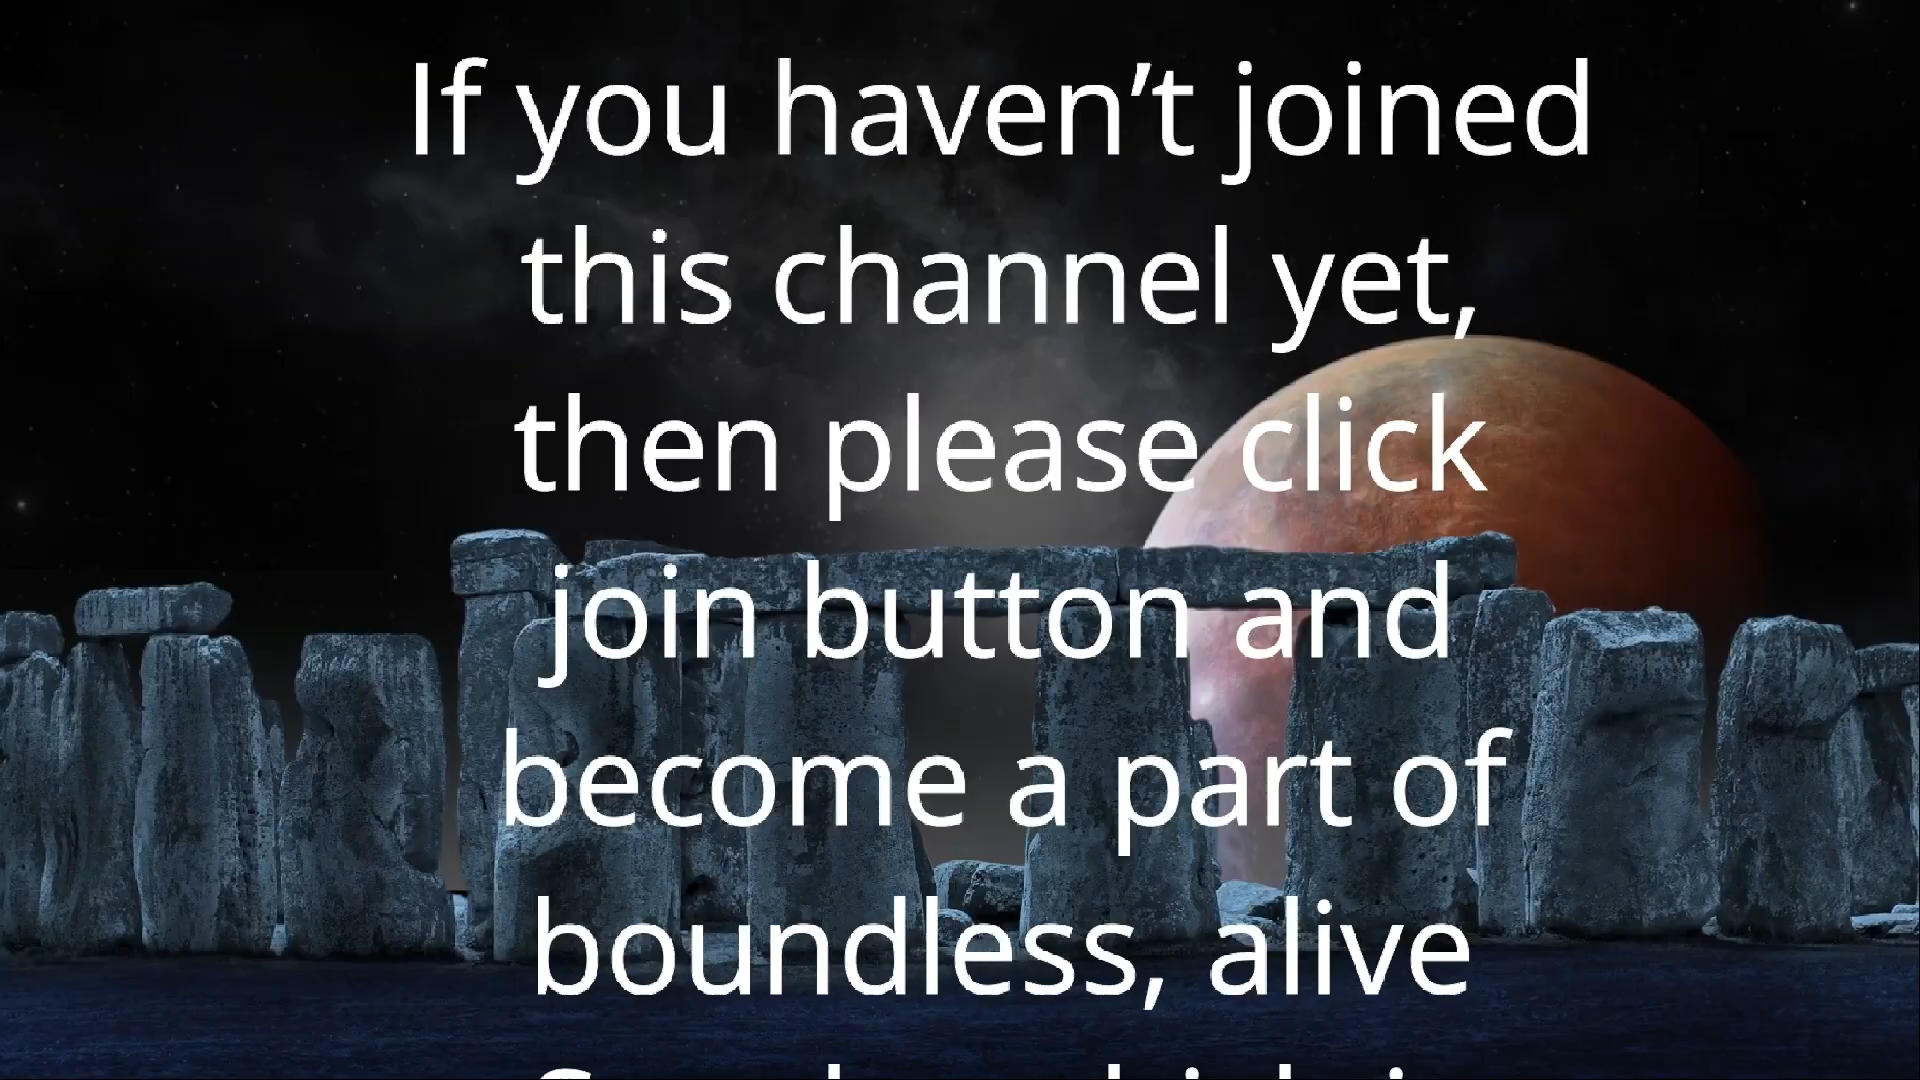 If you haven’t joined
this channel yet,
then please click
join button and
become a part of
boundless, alive